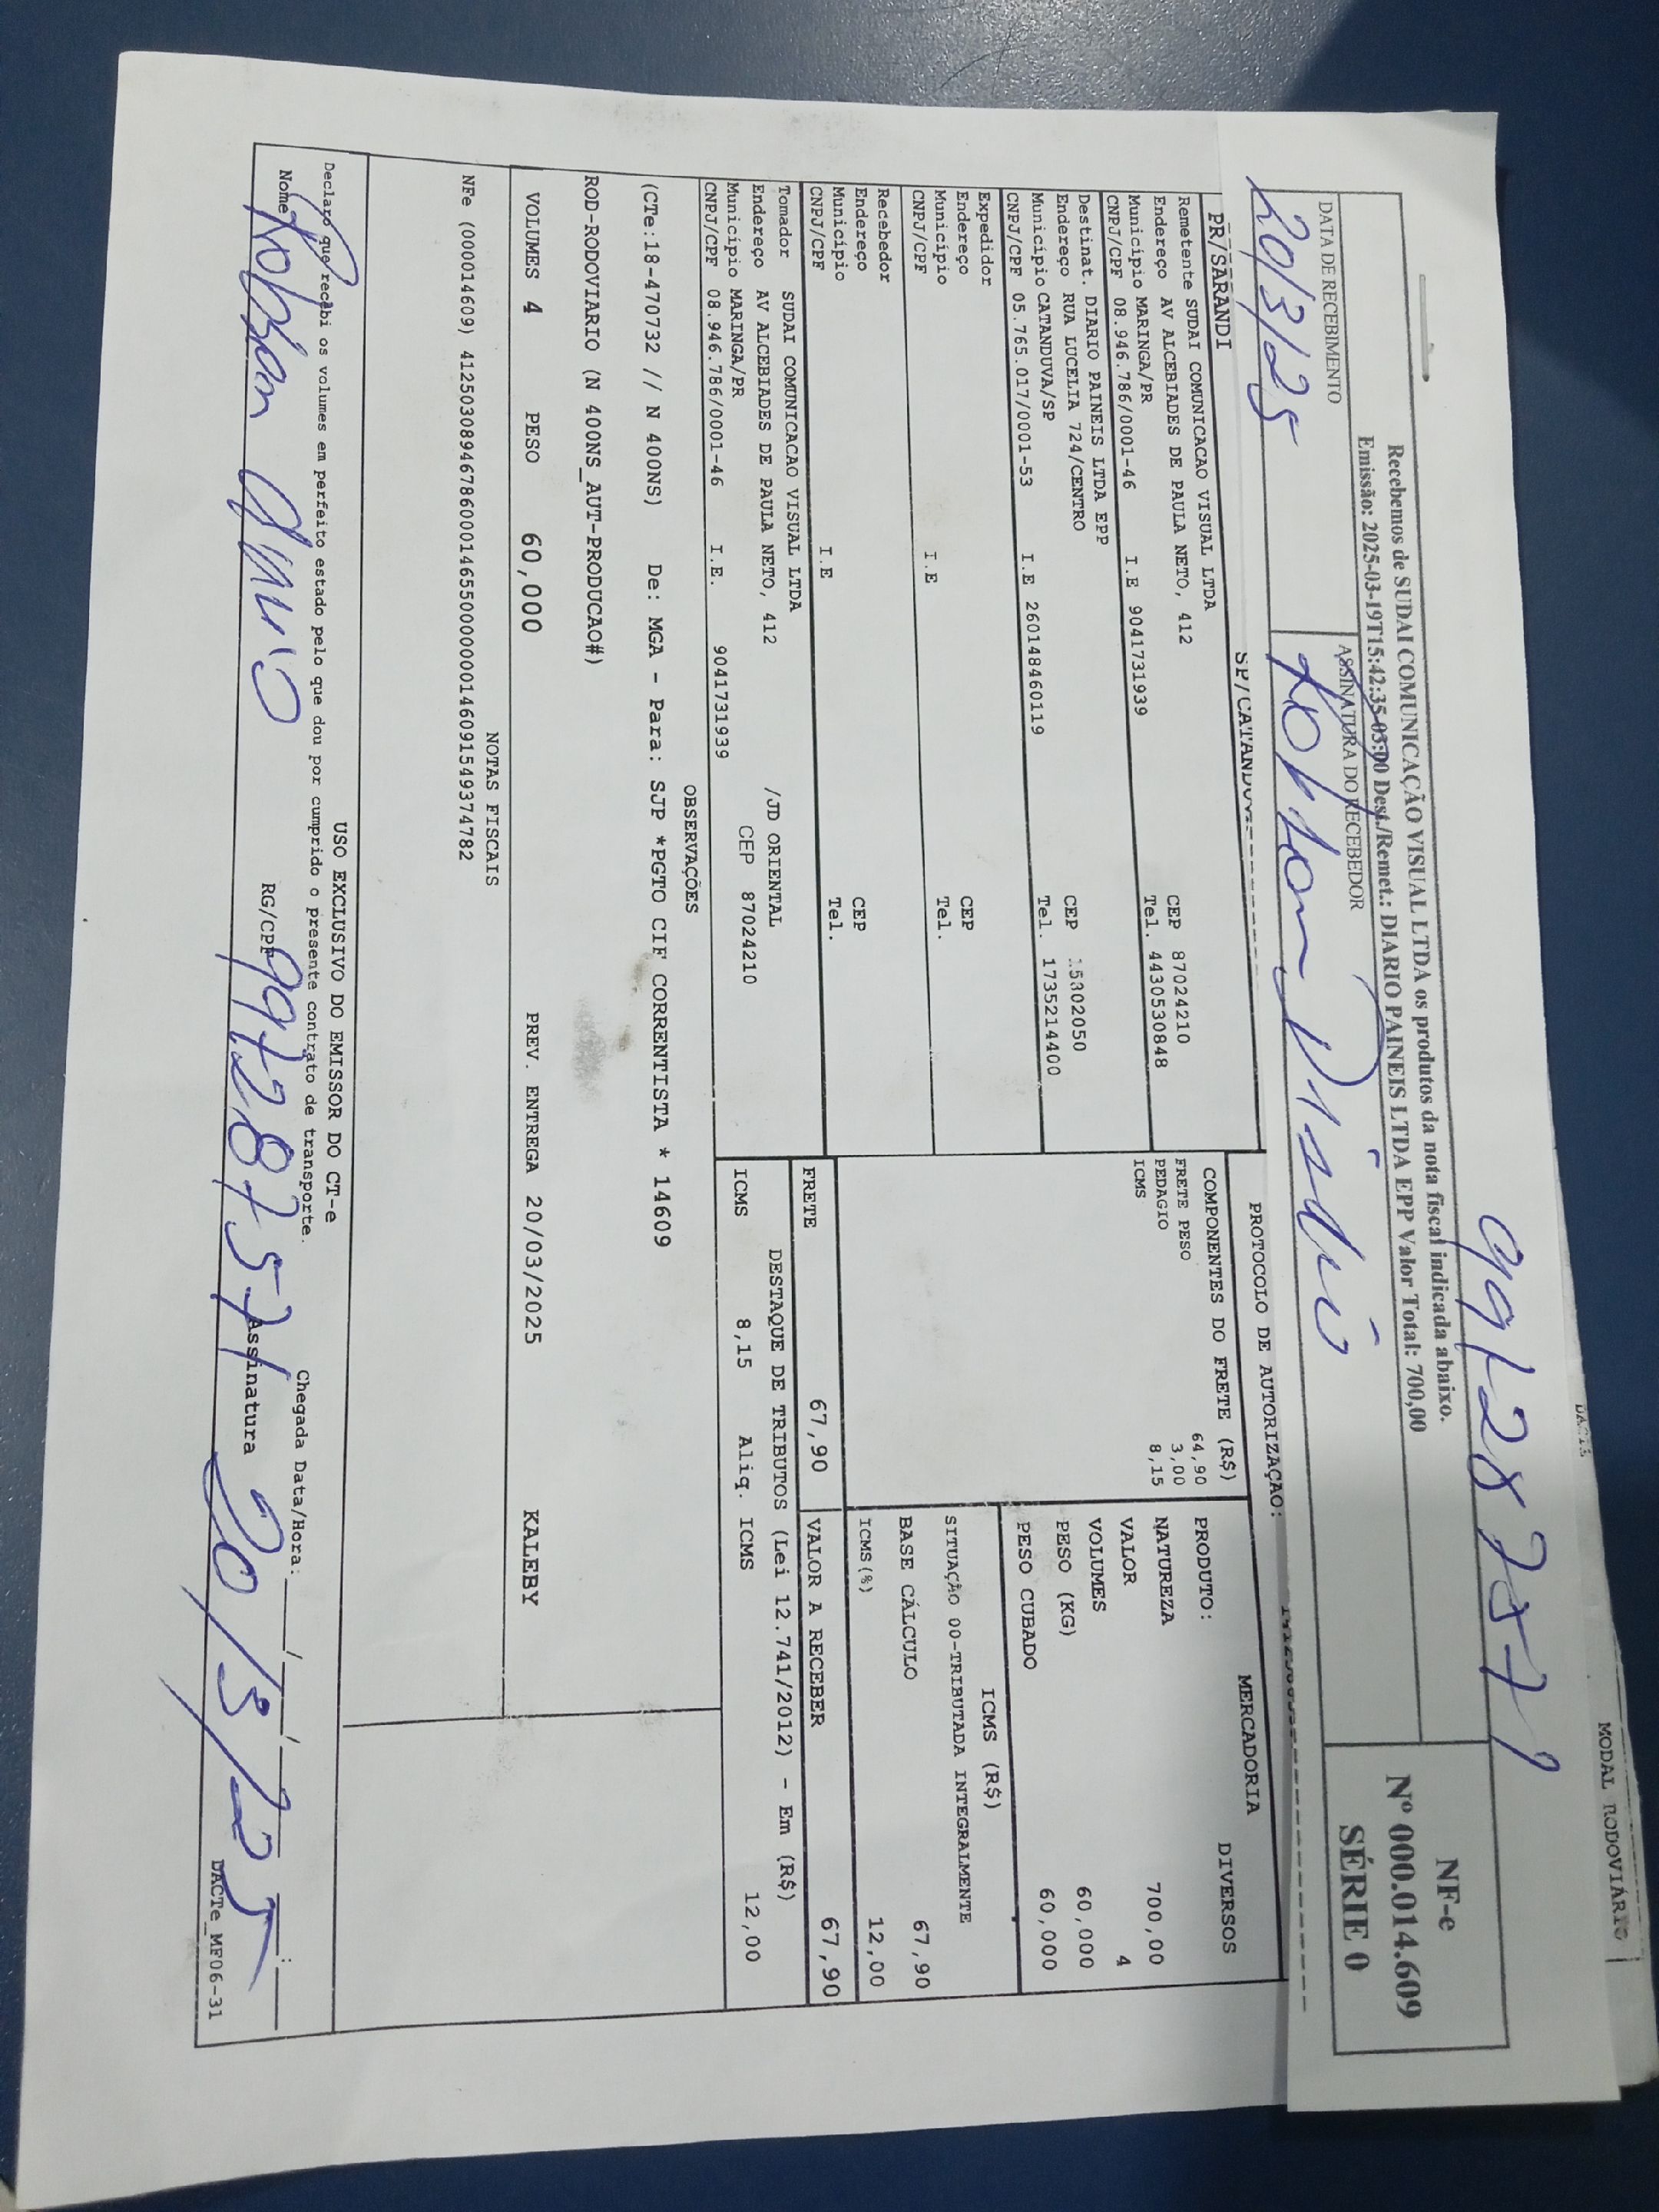 DACTE
MODAL RODOVIÁRIO
Recebemos de SUDAI COMUNICAÇÃO VISUAL LTDA os produtos da nota fiscal indicada abaixo.
Emissão: 2025-03-19T15:42:35-03:00 Dest./Remet.: DIARIO PAINEIS LTDA EPP Valor Total: 700,00
NF-e
Nº 000.014.609
SÉRIE 0
DATA DE RECEBIMENTO
20/3/25
ASSINATURA DO RECEBEDOR
PR/SARANDI
PROTOCOLO DE AUTORIZAÇAO:
Remetente SUDAI COMUNICACAO VISUAL LTDA
Endereço AV ALCEBIADES DE PAULA NETO, 412
Municipio MARINGA/PR CEP 87024210
CNPJ/CPF 08.946.786/0001-46 I.E 9041731939 Tel. 443053​0848
Destinat. DIARIO PAINEIS LTDA EPP
Endereço RUA LUCELIA 724/CENTRO
Municipio CATANDUVA/SP CEP 15302050
CNPJ/CPF 05.765.017/0001-53 I.E 260148460119 Tel. 1735214400
Expedidor
Endereço
Município CEP
CNPJ/CPF I.E Tel.
Recebedor
Endereço
Município CEP
CNPJ/CPF I.E Tel.
Tomador SUDAI COMUNICACAO VISUAL LTDA
Endereço AV ALCEBIADES DE PAULA NETO, 412 /JD ORIENTAL
Município MARINGA/PR CEP 87024210
CNPJ/CPF 08.946.786/0001-46 I.E. 9041731939
COMPONENTES DO FRETE (R$)
FRETE PESO 64,90
PEDAGIO 3,00
ICMS 8,15
MERCADORIA
PRODUTO: DIVERSOS
NATUREZA
VALOR 700,00
VOLUMES 4
PESO (KG) 60,000
PESO CUBADO 60,000
ICMS (R$)
SITUAÇÃO 00-TRIBUTADA INTEGRALMENTE
BASE CÁLCULO 67,90
ICMS(%) 12,00
FRETE 67,90 VALOR A RECEBER 67,90
DESTAQUE DE TRIBUTOS (Lei 12.741/2012) - Em (R$)
ICMS 8,15 Aliq. ICMS 12,00
OBSERVAÇÕES
(CTe:18-470732 // N 400NS) De: MGA - Para: SJP *PGTO CIF CORRENTISTA * 14609
ROD-RODOVIARIO (N 400NS_AUT-PRODUCAO#)
VOLUMES 4 PESO 60,000 PREV. ENTREGA 20/03/2025 KALEBY
NOTAS FISCAIS
NFe (000014609) 41250308946786000146550000000146091549374782
USO EXCLUSIVO DO EMISSOR DO CT-e
Declaro que recebi os volumes em perfeito estado pelo que dou por cumprido o presente contrato de transporte.
Chegada Data/Hora: ____/____/____ ____:____
Nome RG/CPF Assinatura 20/3/25
DACTe_MF06-31